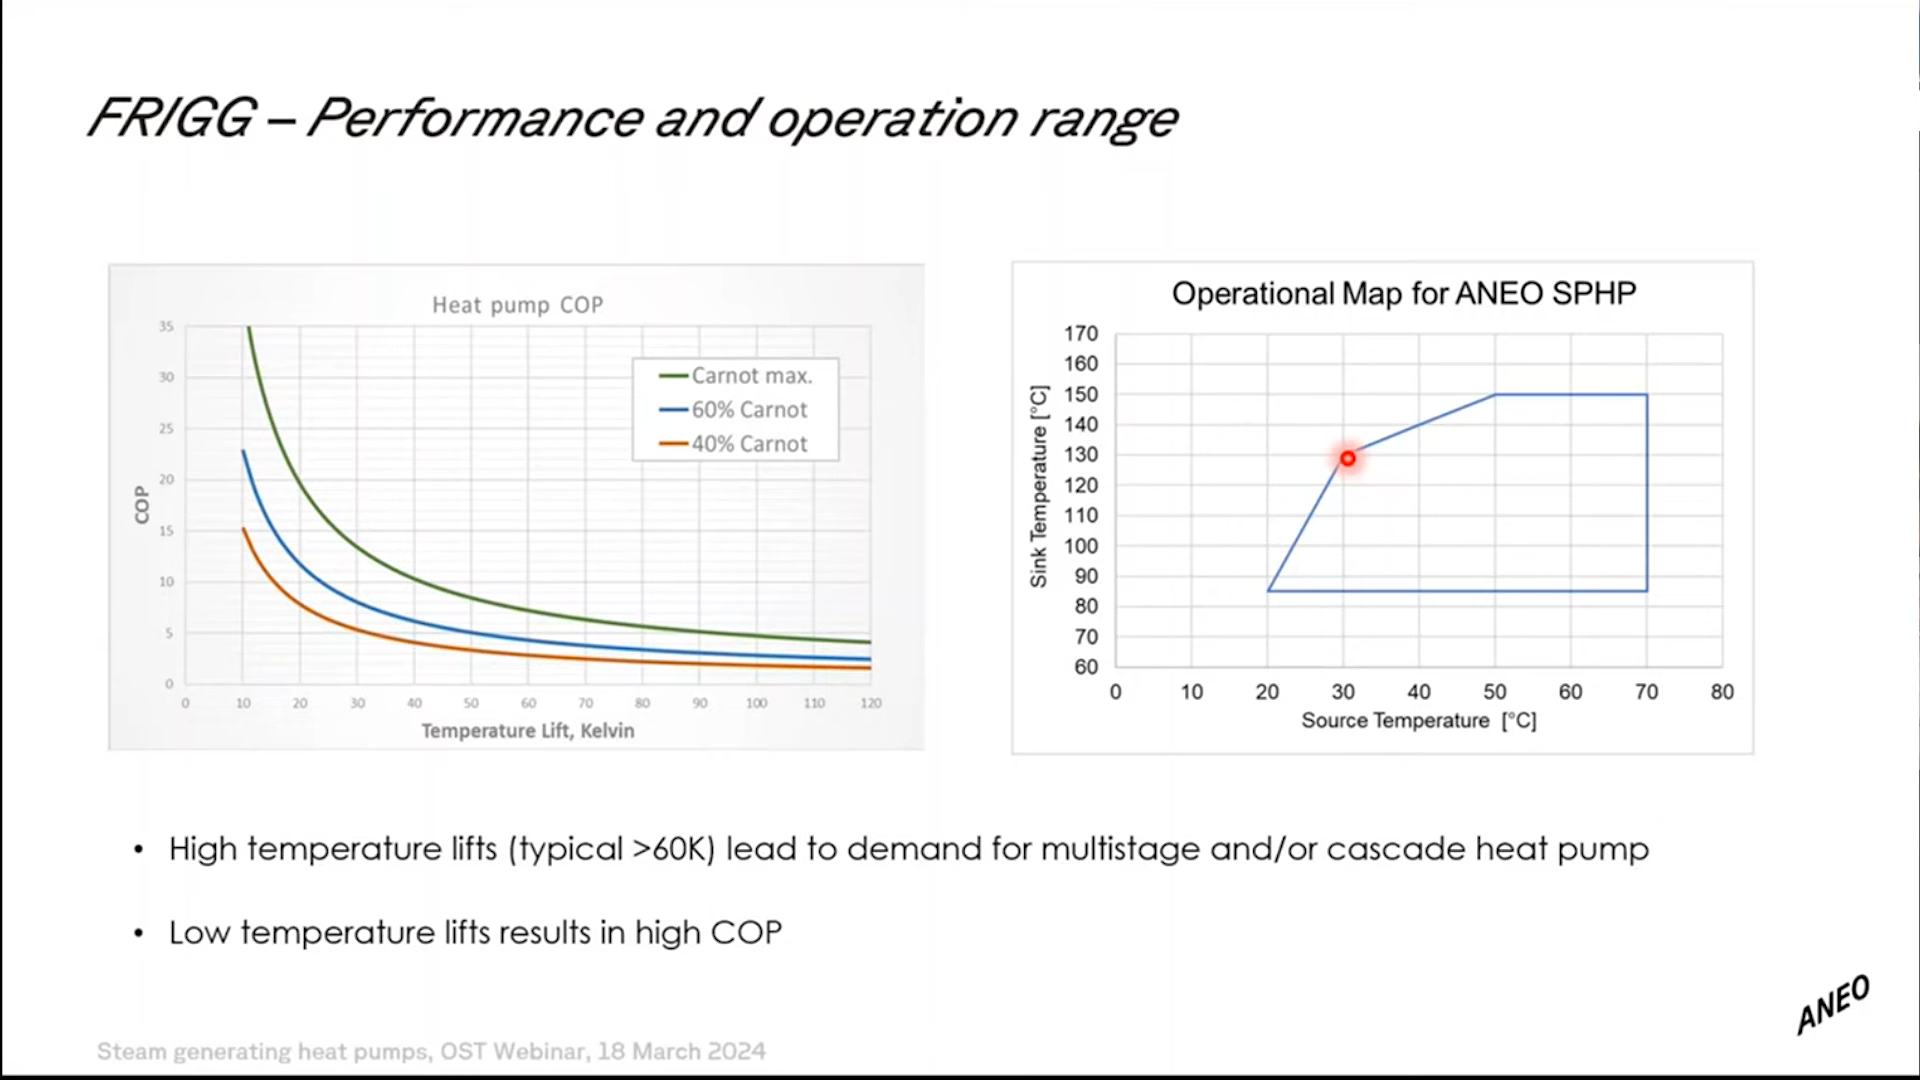 FRIGG – Performance and operation range
Heat pump COP
35
30
25
20
15
10
5
0
COP
Carnot max.
60% Carnot
40% Carnot
0 10 20 30 40 50 60 70 80 90 100 110 120
Temperature Lift, Kelvin
Operational Map for ANEO SPHP
170
160
150
140
130
120
110
100
90
80
70
60
Sink Temperature [°C]
0 10 20 30 40 50 60 70 80
Source Temperature [°C]
• High temperature lifts (typical >60K) lead to demand for multistage and/or cascade heat pump
• Low temperature lifts results in high COP
ANEO
Steam generating heat pumps, OST Webinar, 18 March 2024